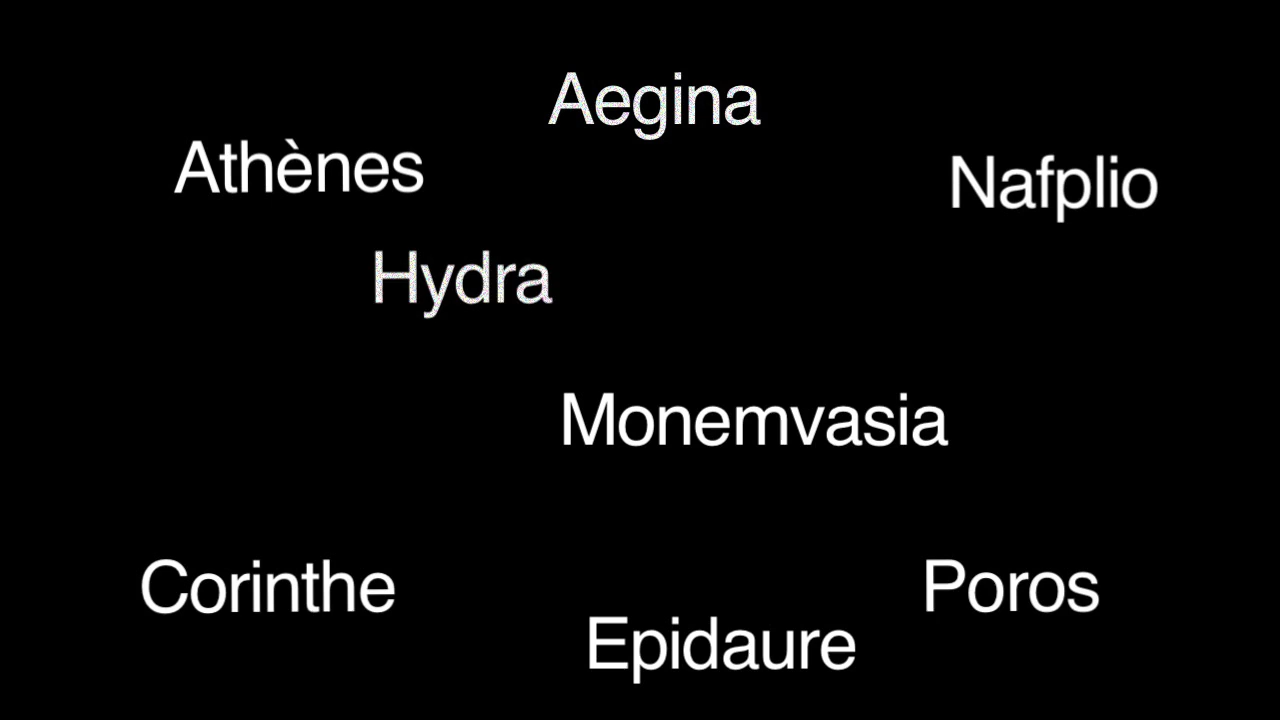 Aegina
Athènes
Nafplio
Hydra
Monemvasia
Corinthe
Poros
Epidaure